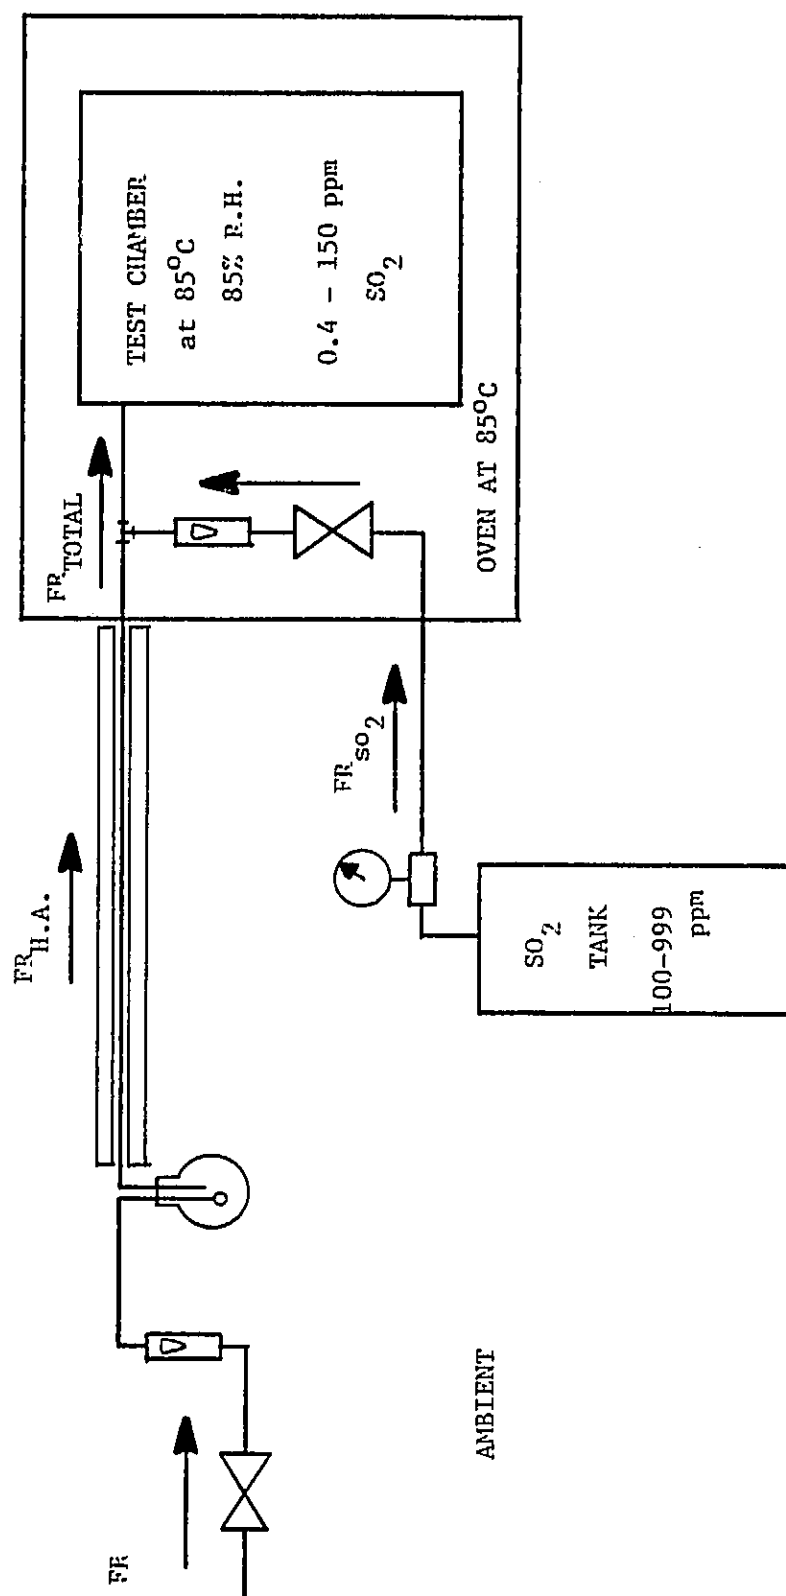 FR
FR H.A.
FR TOTAL
TEST CHAMBER
at 85°C
85% R.H.
0.4 - 150 ppm
SO2
FR SO2
OVEN AT 85°C
SO2
TANK
100-999
ppm
AMBIENT